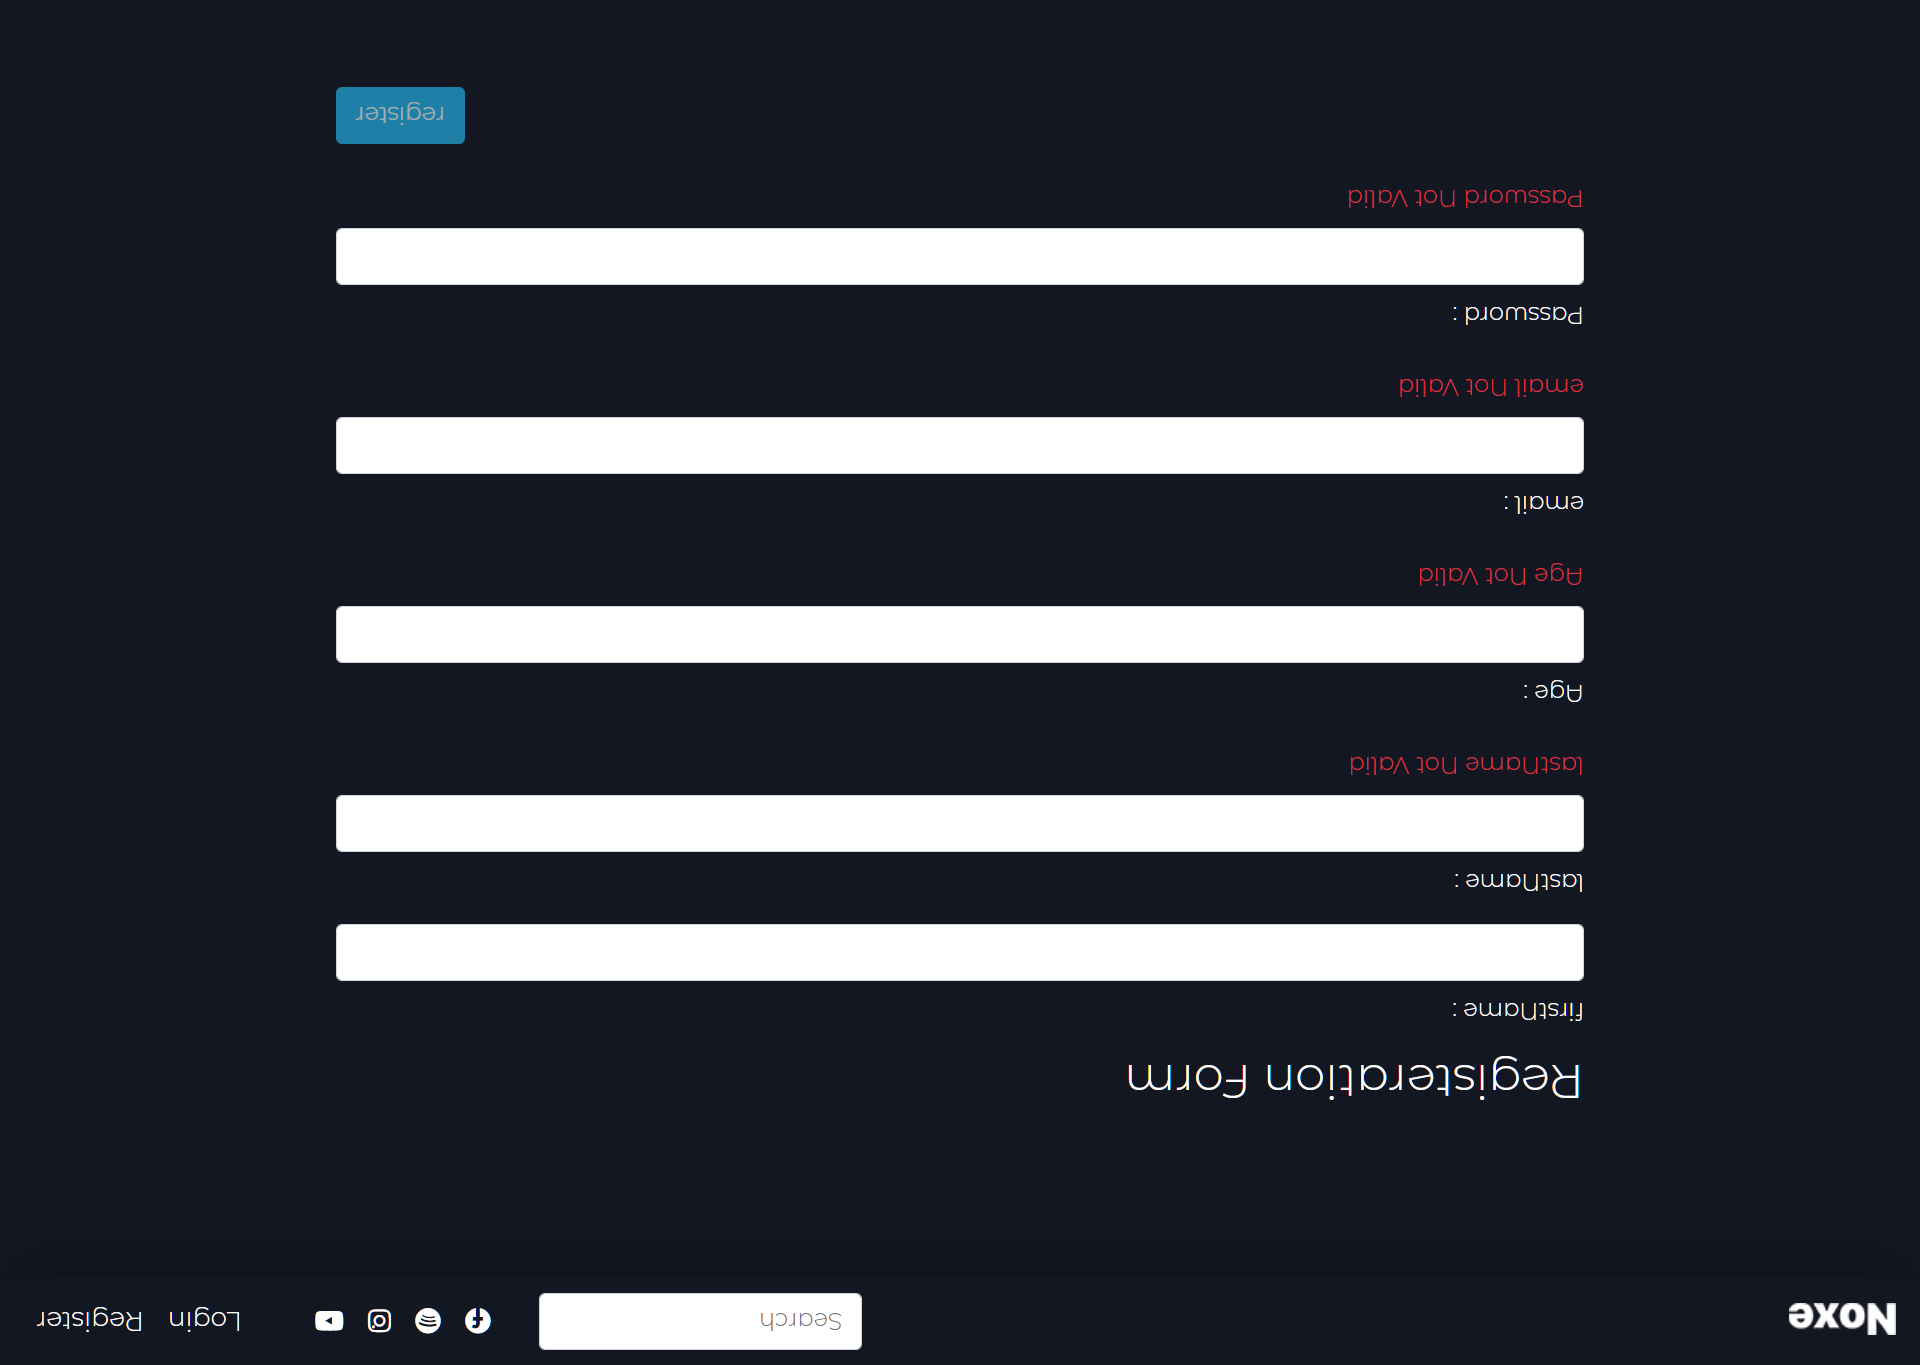 Noxe
Search
Login Register
Registeration Form
firstName :
lastName :
lastName not Valid
Age :
Age not Valid
email :
email not Valid
Password :
Password not Valid
register